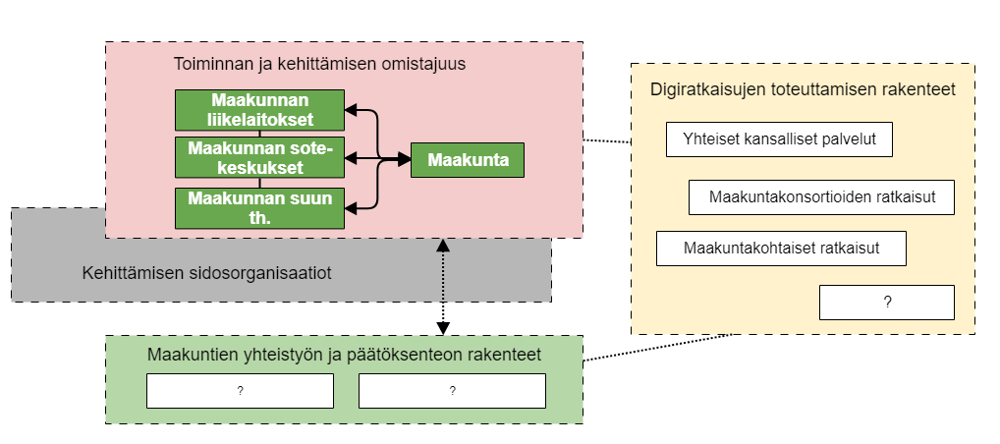 Toiminnan ja kehittämisen omistajuus
Maakunnan
liikelaitokset
Maakunnan sote-
keskukset
Maakunnan suun
th.
Maakunta
Digiratkaisujen toteuttamisen rakenteet
Yhteiset kansalliset palvelut
Maakuntakonsortioiden ratkaisut
Maakuntakohtaiset ratkaisut
?
Kehittämisen sidosorganisaatiot
Maakuntien yhteistyön ja päätöksenteon rakenteet
?
?